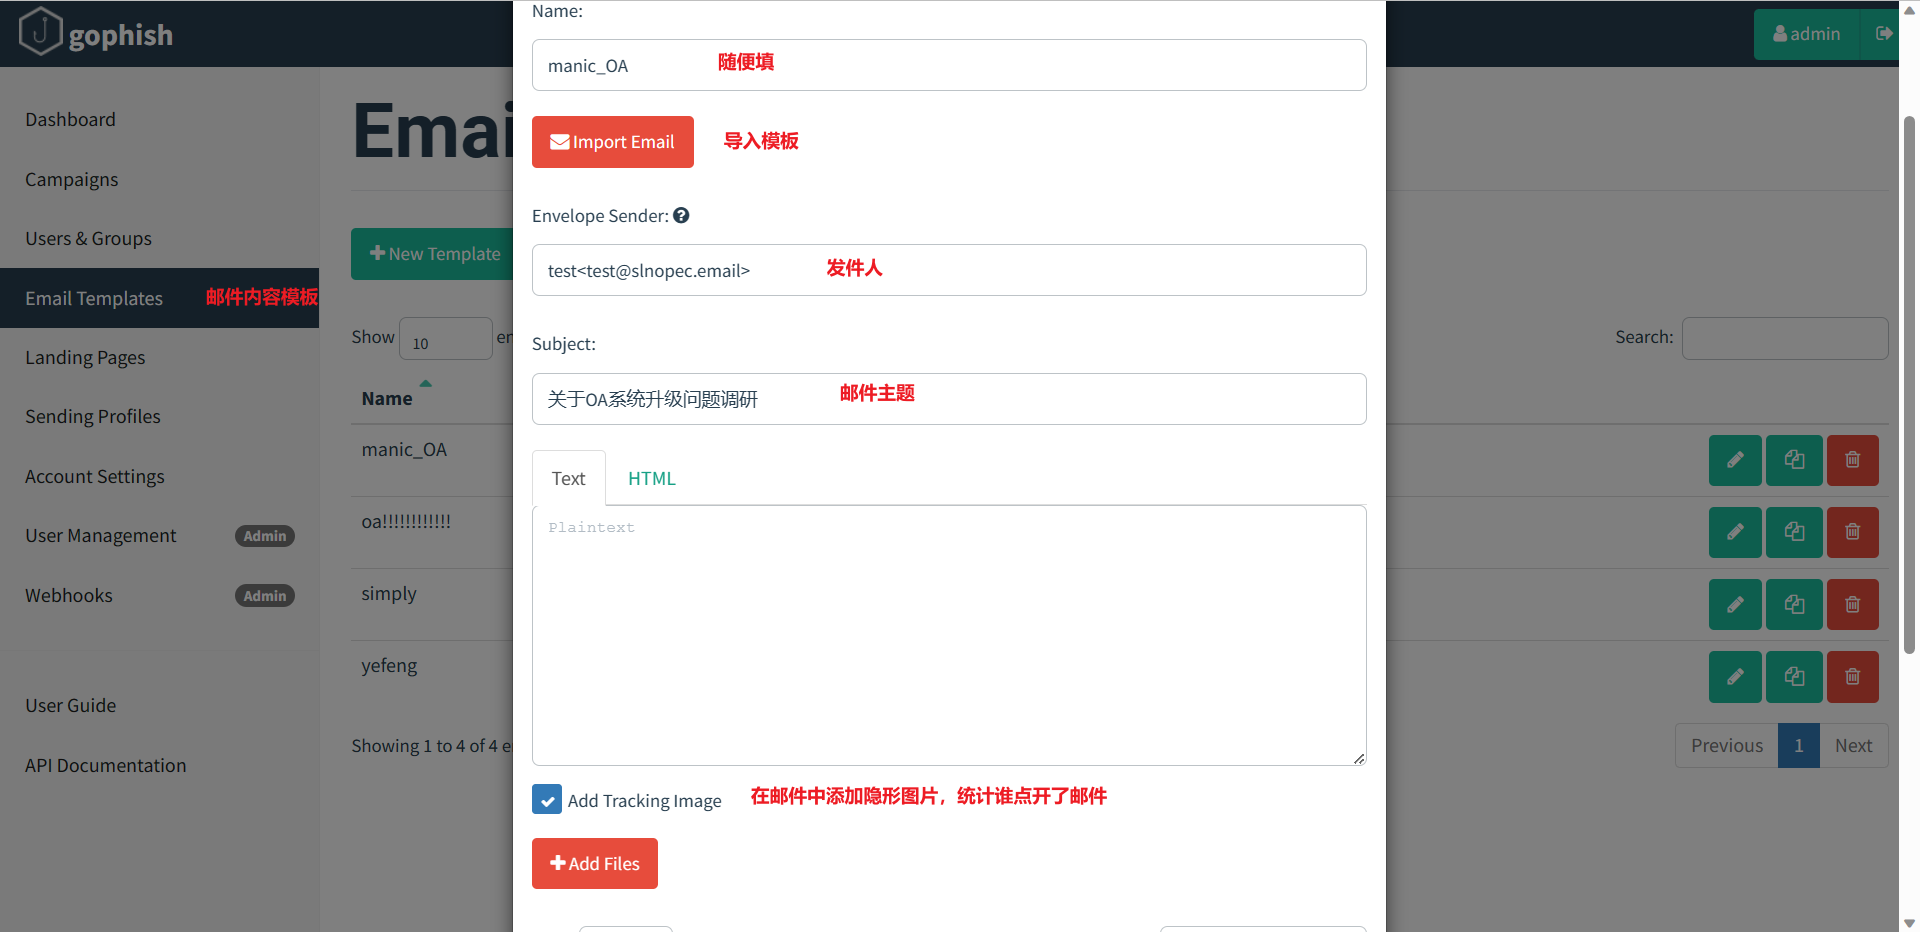 gophish
admin
Dashboard
Campaigns
Users & Groups
Email Templates 邮件内容模板
Landing Pages
Sending Profiles
Account Settings
User Management Admin
Webhooks Admin
User Guide
API Documentation
Emai
New Template
Show 10 en
Search:
Name
manic_OA
oa!!!!!!!!!!!!
simply
yefeng
Showing 1 to 4 of 4 e
Previous 1 Next
Name:
manic_OA 随便填
Import Email 导入模板
Envelope Sender:
test<test@slnopec.email> 发件人
Subject:
关于OA系统升级问题调研 邮件主题
Text HTML
Plaintext
Add Tracking Image 在邮件中添加隐形图片，统计谁点开了邮件
Add Files